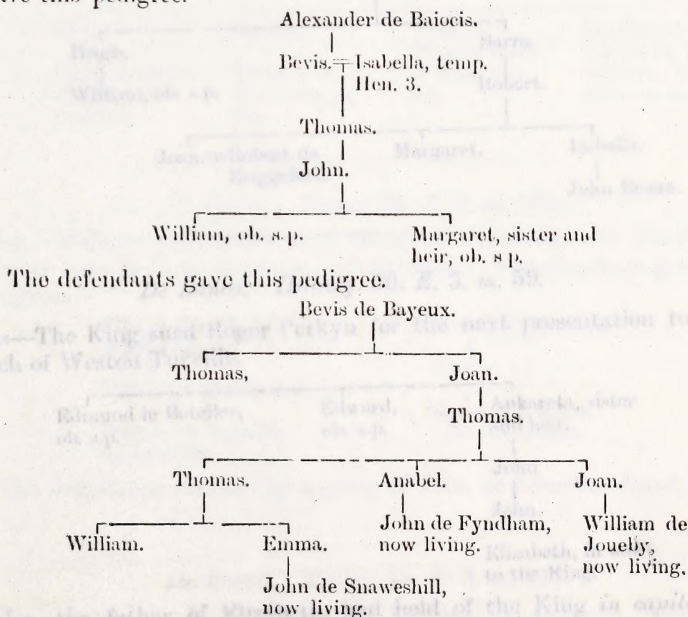 this pedigree.
Alexander de Baiocis.
Bevis. Isabella, temp.
Hen. 3.
Thomas.
John.
William, ob. s.p.
Margaret, sister and
heir, ob. s p.
The defendants gave this pedigree.
Bevis de Bayeux.
Thomas,
Joan.
Thomas.
Thomas.
Anabel.
Joan.
William.
Emma.
John de Fyndham,
now living.
William de
Joueby,
now living.
John de Snaweshill,
now living.